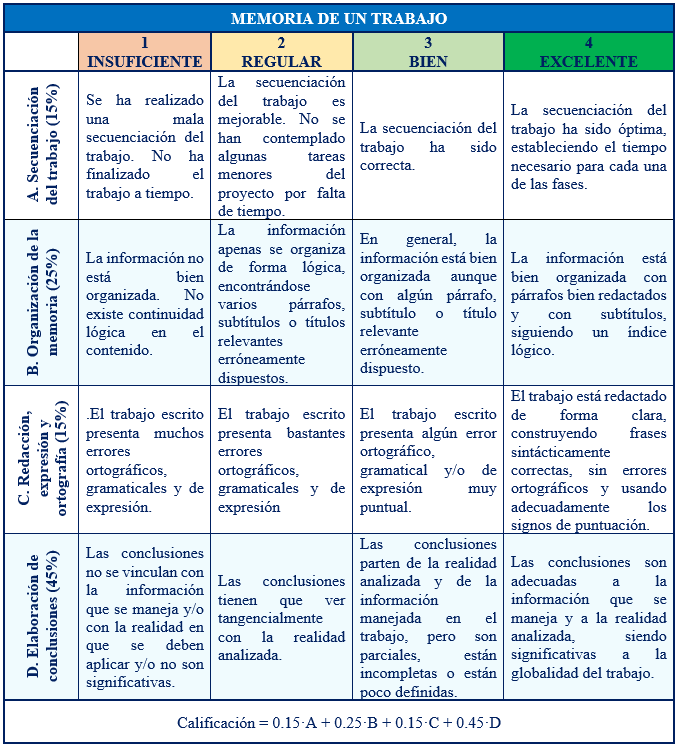 MEMORIA DE UN TRABAJO
1
INSUFICIENTE
2
REGULAR
3
BIEN
4
EXCELENTE
A. Secuenciación
del trabajo (15%)
Se ha realizado
una mala
secuenciación del
trabajo. No ha
finalizado el
trabajo a tiempo.
La secuenciación
del trabajo es
mejorable. No se
han contemplado
algunas tareas
menores del
proyecto por falta
de tiempo.
La secuenciación del
trabajo ha sido
correcta.
La secuenciación del
trabajo ha sido óptima,
estableciendo el tiempo
necesario para cada una
de las fases.
B. Organización de la
memoria (25%)
La información no
está bien
organizada. No
existe continuidad
lógica en el
contenido.
La información
apenas se organiza
de forma lógica,
encontrándose
varios párrafos,
subtítulos o títulos
relevantes
erróneamente
dispuestos.
En general, la
información está bien
organizada aunque
con algún párrafo,
subtítulo o título
relevante
erróneamente
dispuesto.
La información está
bien organizada con
párrafos bien redactados
y con subtítulos,
siguiendo un índice
lógico.
C. Redacción,
expresión y
ortografía (15%)
.El trabajo escrito
presenta muchos
errores
ortográficos,
gramaticales y de
expresión.
El trabajo escrito
presenta bastantes
errores
ortográficos,
gramaticales y de
expresión
El trabajo escrito
presenta algún error
ortográfico,
gramatical y/o de
expresión muy
puntual.
El trabajo está redactado
de forma clara,
construyendo frases
sintácticamente
correctas, sin errores
ortográficos y usando
adecuadamente los
signos de puntuación.
D. Elaboración de
conclusiones (45%)
Las conclusiones
no se vinculan con
la información
que se maneja y/o
con la realidad en
que se deben
aplicar y/o no son
significativas.
Las conclusiones
tienen que ver
tangencialmente
con la realidad
analizada.
Las conclusiones
parten de la realidad
analizada y de la
información
manejada en el
trabajo, pero son
parciales, están
incompletas o están
poco definidas.
Las conclusiones son
adecuadas a la
información que se
maneja y a la realidad
analizada, siendo
significativas a la
globalidad del trabajo.
Calificación = 0.15·A + 0.25·B + 0.15·C + 0.45·D